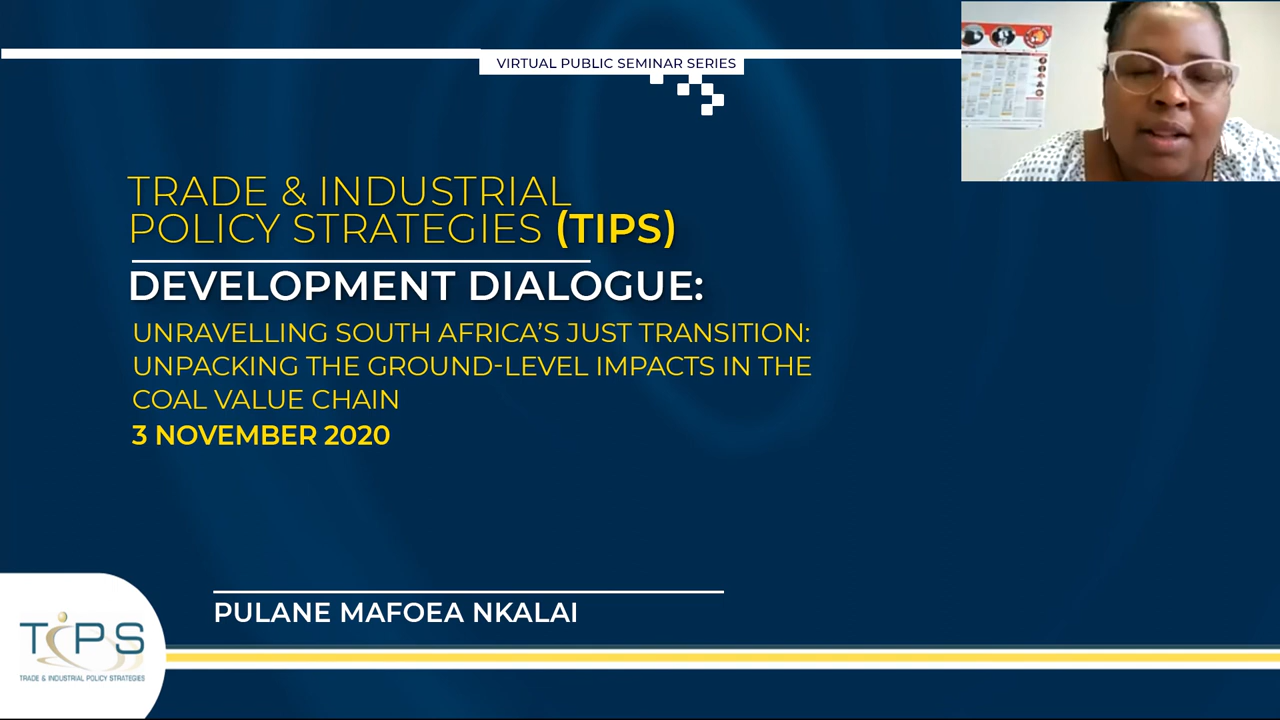 VIRTUAL PUBLIC SEMINAR SERIES
TRADE & INDUSTRIAL
POLICY STRATEGIES (TIPS)
DEVELOPMENT DIALOGUE:
UNRAVELLING SOUTH AFRICA'S JUST TRANSITION:
UNPACKING THE GROUND-LEVEL IMPACTS IN THE
COAL VALUE CHAIN
3 NOVEMBER 2020
PULANE MAFOEA NKALAI
TiPS
TRADE & INDUSTRIAL POLICY STRATEGIES